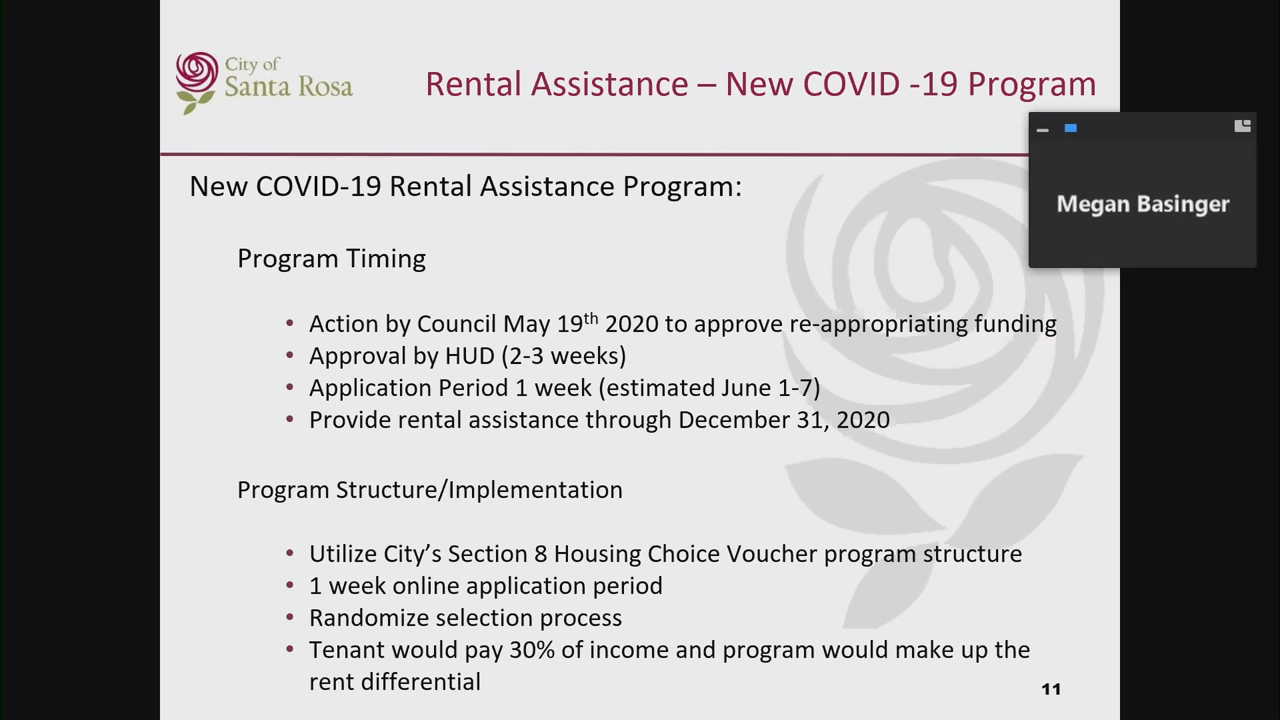 City of
Santa Rosa
Rental Assistance – New COVID -19 Program
Megan Basinger
New COVID-19 Rental Assistance Program:
Program Timing
• Action by Council May 19th 2020 to approve re-appropriating funding
• Approval by HUD (2-3 weeks)
• Application Period 1 week (estimated June 1-7)
• Provide rental assistance through December 31, 2020
Program Structure/Implementation
• Utilize City’s Section 8 Housing Choice Voucher program structure
• 1 week online application period
• Randomize selection process
• Tenant would pay 30% of income and program would make up the
rent differential
11